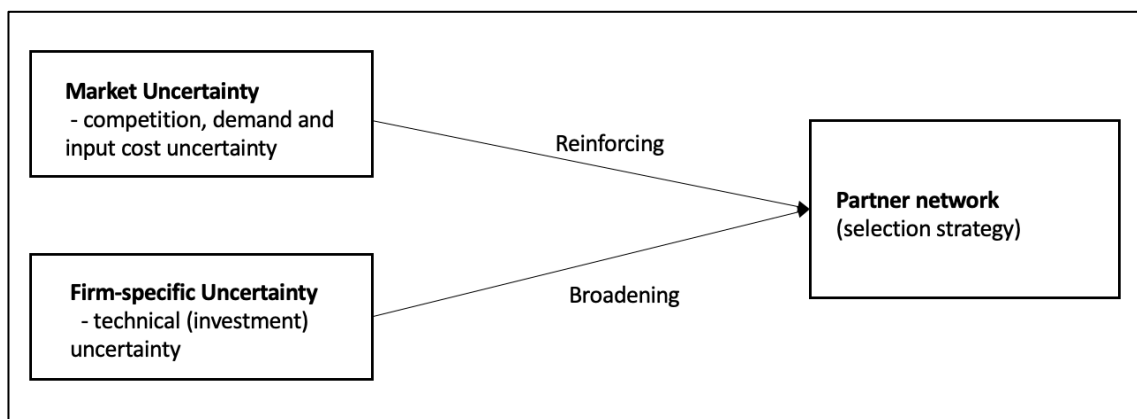 Market Uncertainty
- competition, demand and
input cost uncertainty
Reinforcing
Partner network
(selection strategy)
Firm-specific Uncertainty
- technical (investment)
uncertainty
Broadening